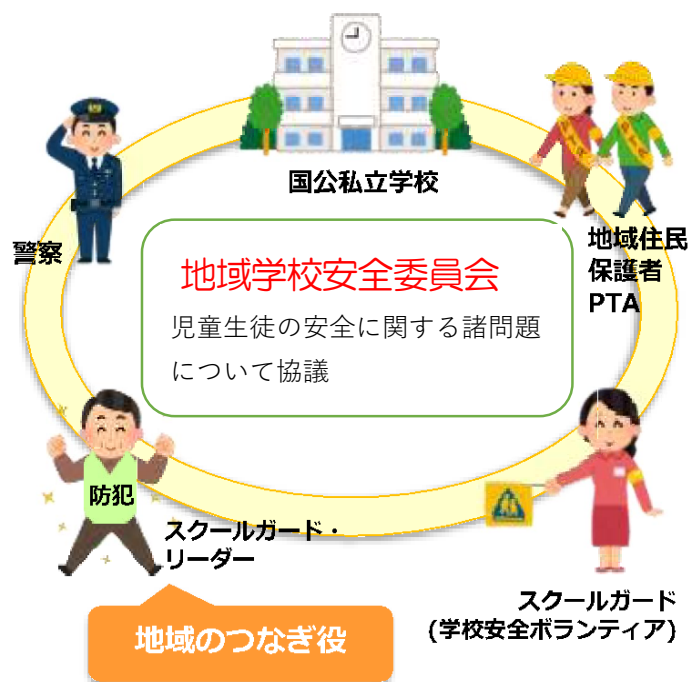 国公私立学校
警察
地域住民
保護者
PTA
地域学校安全委員会
児童生徒の安全に関する諸問題
について協議
防犯
スクールガード・
リーダー
スクールガード
(学校安全ボランティア)
地域のつなぎ役